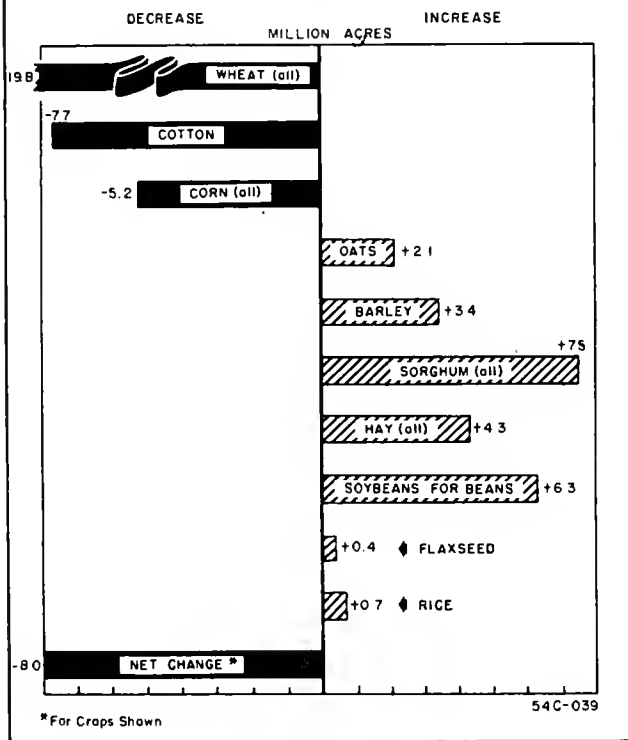 DECREASE INCREASE
MILLION ACRES
19.8 WHEAT (all)
-7.7
COTTON
-5.2 CORN (all)
OATS +2.1
BARLEY +3.4
+7.5
SORGHUM (all)
HAY (all) +4.3
SOYBEANS FOR BEANS +6.3
+0.4 FLAXSEED
+0.7 RICE
-8.0 NET CHANGE *
54C-039
*For Crops Shown